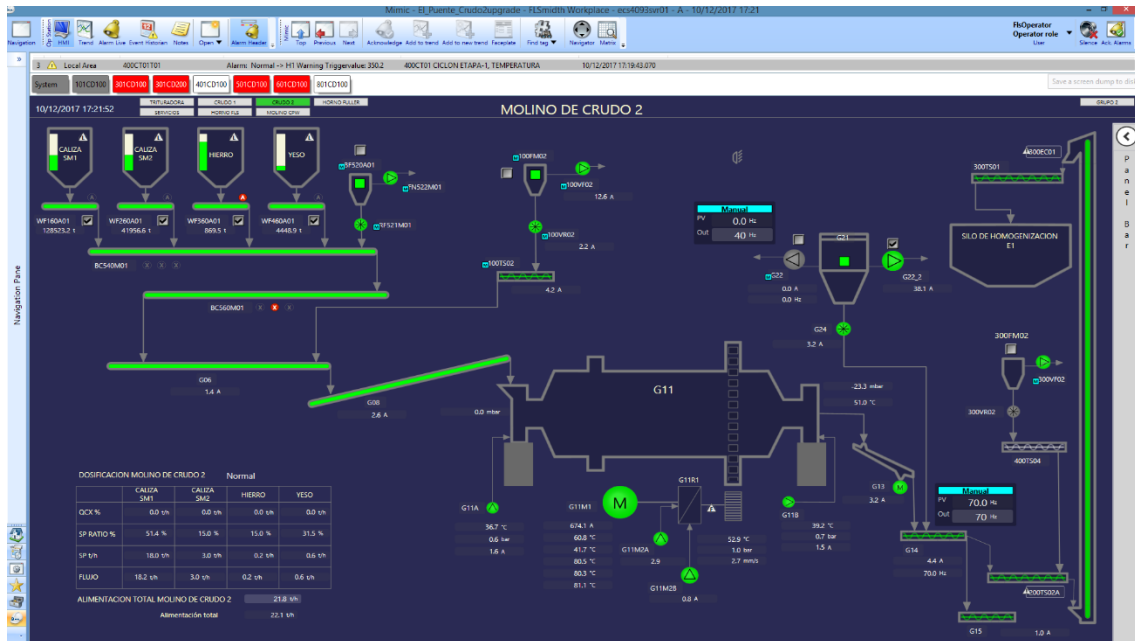 Mimic - El_Puente_Crudo2upgrade - FLSmidth Workplace - ecs4093svr01 - A - 10/12/2017 17:21
Navigation
Op Station
HMI
Trend
Alarm Live
Event Historian
Notes
Open
Alarm Header
Mimic
Top
Previous
Next
Acknowledge
Add to trend
Add to new trend
Faceplate
Find tag
Navigator
Matrix
FlsOperator
Operator role
User
Silence
Ack. Alarms
3 Local Area 400CT01T01 Alarm: Normal -> H1 Warning Triggervalue: 350.2 400CT01 CICLON ETAPA-1, TEMPERATURA 10/12/2017 17:19:43.070
System 101CD100 301CD100 301CD200 401CD100 501CD100 601CD100 801CD100
Save a screen dump to dis
10/12/2017 17:21:52
TRITURADORA CRUDO 1 CRUDO 2 HORNO FULLER
SERVICIOS HORNO FLS MOLINO CPW
MOLINO DE CRUDO 2
GRUPO 2
Panel Bar
Navigation Pane
CALIZA
SM1
CALIZA
SM2
HIERRO
YESO
WF160A01
128523.2 t
WF260A01
41956.6 t
WF360A01
869.5 t
WF460A01
4448.9 t
BF520A01
FN522M01
RF521M01
100FM02
100VF02
12.6 A
100VR02
2.2 A
100TS02
4.2 A
BC540M01 X X X
BC560M01 X X X
G06
1.4 A
G08
2.6 A
Manual
PV 0.0 Hz
Out 40 Hz
G21
G22
0.0 A
0.0 Hz
G22_2
38.1 A
G24
3.2 A
300EC01
300TS01
SILO DE HOMOGENIZACION
E1
300FM02
300VF02
300VR02
400TS04
0.0 mbar
G11
-23.3 mbar
51.0 °C
G13
3.2 A
Manual
PV 70.0 Hz
Out 70 Hz
G14
4.4 A
70.0 Hz
200TS02A
G15
1.0 A
G11A
36.7 °C
0.6 bar
1.6 A
G11M1
M
674.1 A
60.8 °C
41.7 °C
80.5 °C
80.3 °C
81.1 °C
G11M2A
2.9
G11R1
G11M2B
0.8 A
52.9 °C
1.0 bar
2.7 mm/s
G11B
39.2 °C
0.7 bar
1.5 A
DOSIFICACION MOLINO DE CRUDO 2 Normal
CALIZA SM1 CALIZA SM2 HIERRO YESO
QCX % 0.0 t/h 0.0 t/h 0.0 t/h 0.0 t/h
SP RATIO % 51.4 % 15.0 % 15.0 % 31.5 %
SP t/h 18.0 t/h 3.0 t/h 0.2 t/h 0.6 t/h
FLUJO 18.2 t/h 3.0 t/h 0.2 t/h 0.6 t/h
ALIMENTACION TOTAL MOLINO DE CRUDO 2 21.8 t/h
Alimentación total 22.1 t/h